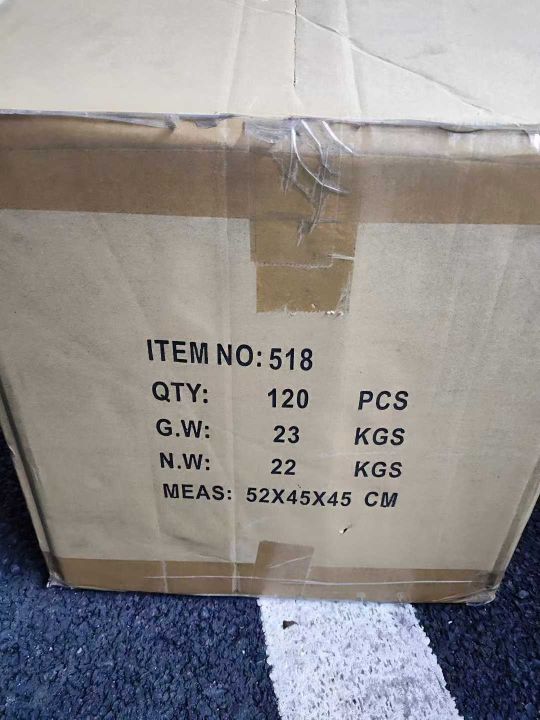 ITEM NO: 518
QTY: 120 PCS
G.W: 23 KGS
N.W: 22 KGS
MEAS: 52X45X45 CM